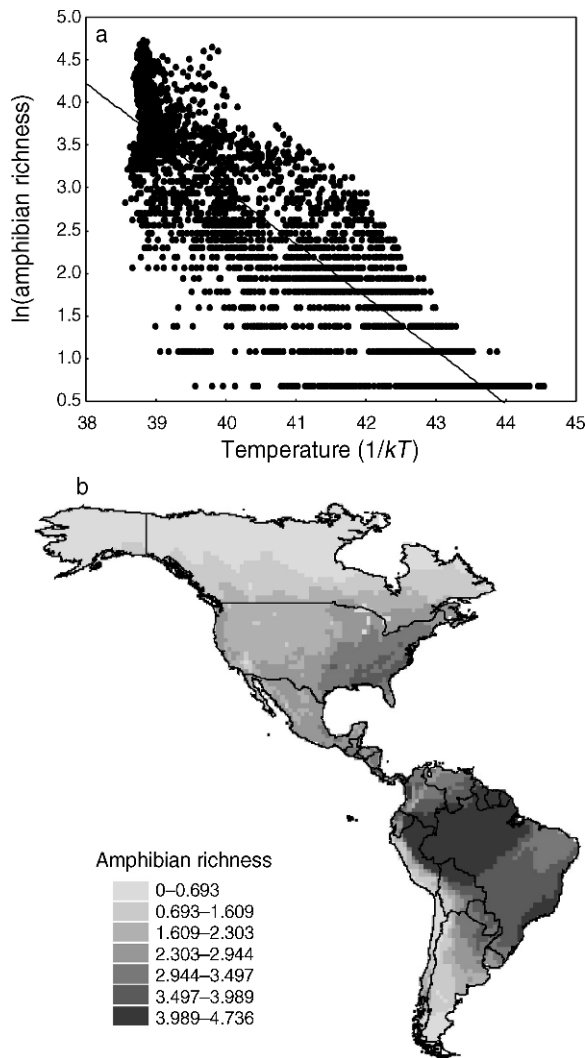 a
5.0
4.5
4.0
3.5
3.0
2.5
2.0
1.5
1.0
0.5
ln(amphibian richness)
38 39 40 41 42 43 44 45
Temperature (1/kT)
b
Amphibian richness
0–0.693
0.693–1.609
1.609–2.303
2.303–2.944
2.944–3.497
3.497–3.989
3.989–4.736